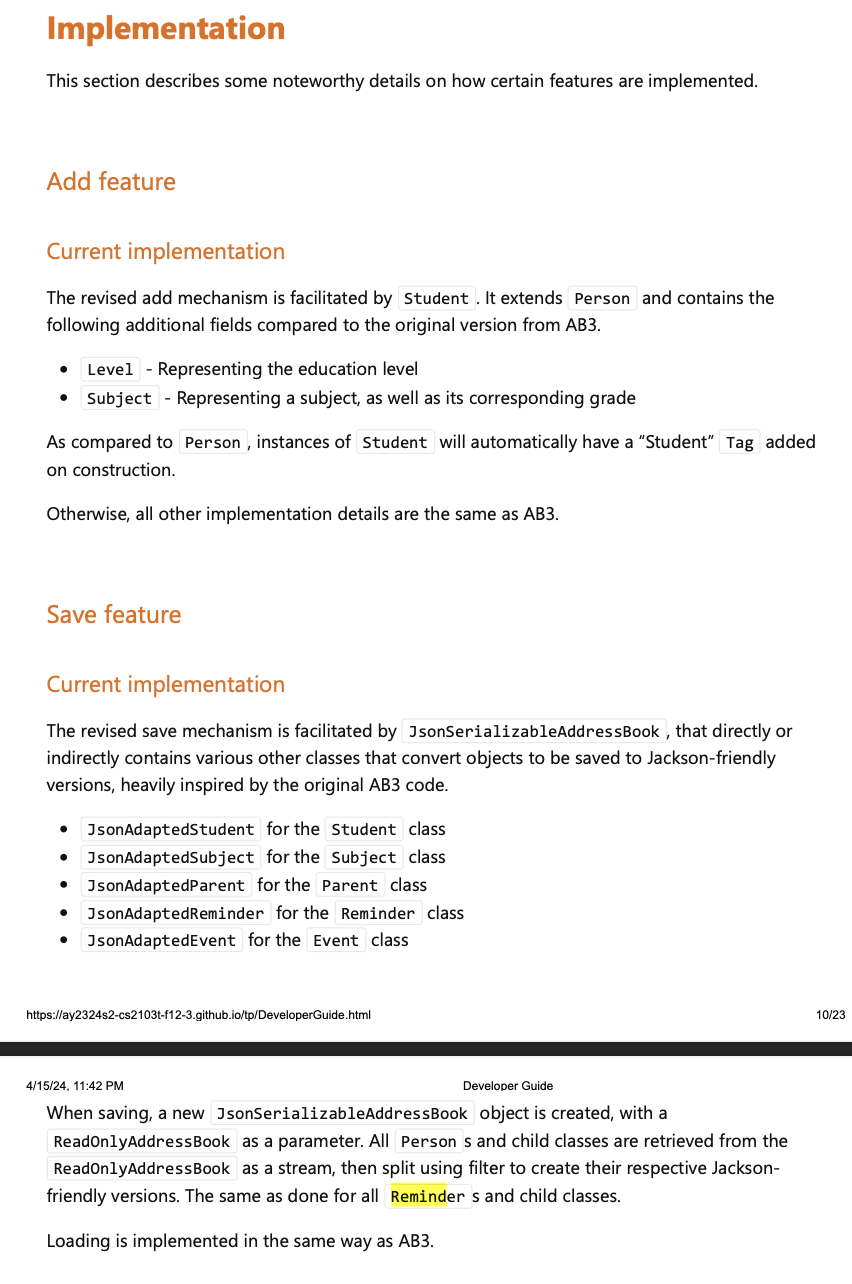 Implementation
This section describes some noteworthy details on how certain features are implemented.
Add feature
Current implementation
The revised add mechanism is facilitated by Student . It extends Person and contains the
following additional fields compared to the original version from AB3.
• Level - Representing the education level
• Subject - Representing a subject, as well as its corresponding grade
As compared to Person , instances of Student will automatically have a “Student” Tag added
on construction.
Otherwise, all other implementation details are the same as AB3.
Save feature
Current implementation
The revised save mechanism is facilitated by JsonSerializableAddressBook , that directly or
indirectly contains various other classes that convert objects to be saved to Jackson-friendly
versions, heavily inspired by the original AB3 code.
• JsonAdaptedStudent for the Student class
• JsonAdaptedSubject for the Subject class
• JsonAdaptedParent for the Parent class
• JsonAdaptedReminder for the Reminder class
• JsonAdaptedEvent for the Event class
https://ay2324s2-cs2103t-f12-3.github.io/tp/DeveloperGuide.html 10/23
4/15/24, 11:42 PM Developer Guide
When saving, a new JsonSerializableAddressBook object is created, with a
ReadOnlyAddressBook as a parameter. All Person s and child classes are retrieved from the
ReadOnlyAddressBook as a stream, then split using filter to create their respective Jackson-
friendly versions. The same as done for all Reminder s and child classes.
Loading is implemented in the same way as AB3.